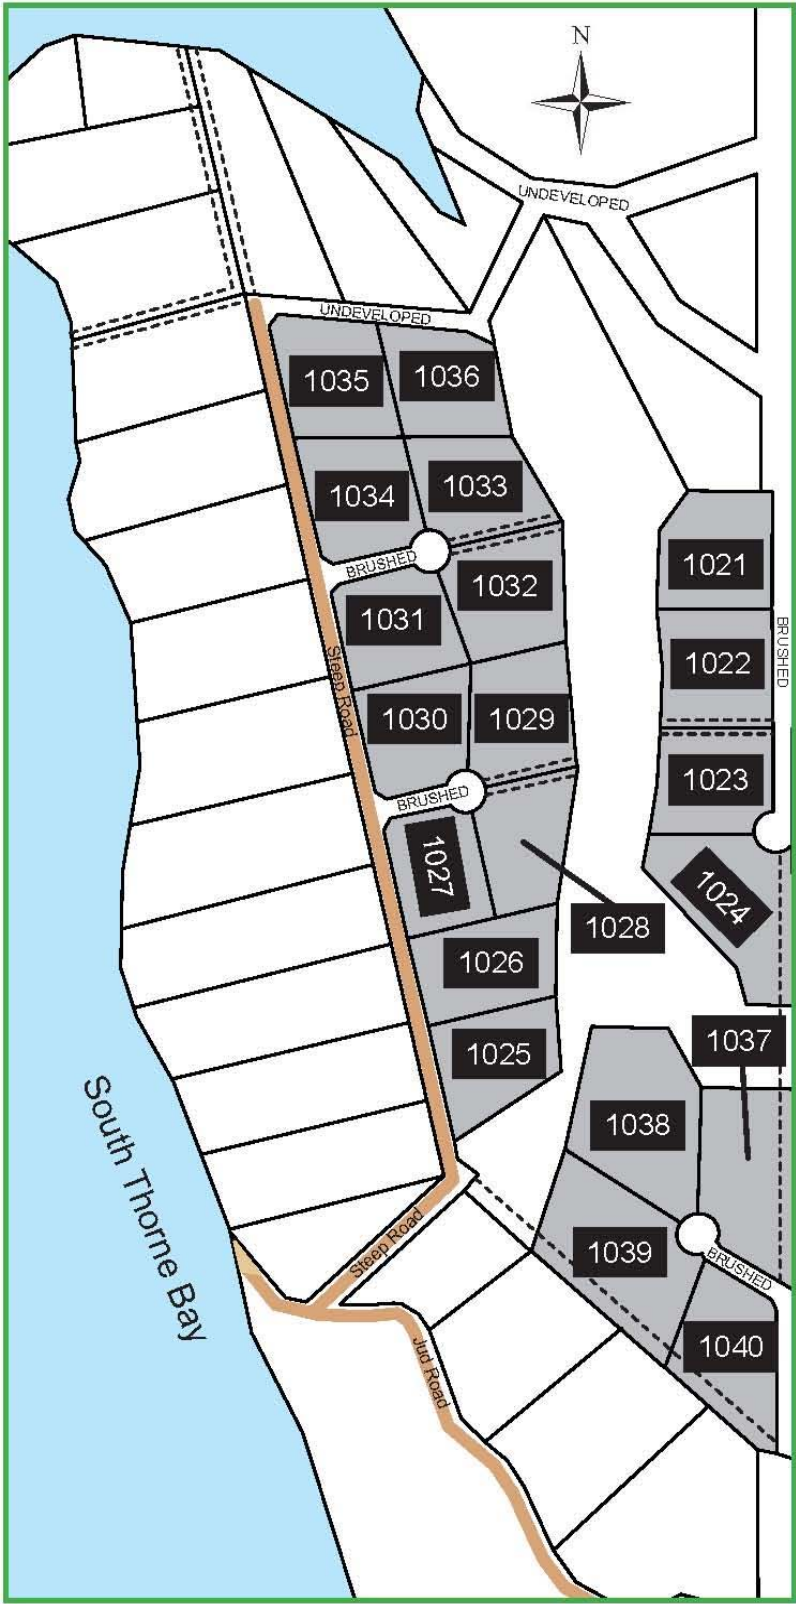 N
UNDEVELOPED
UNDEVELOPED
1035
1036
1034
1033
BRUSHED
1032
1031
1021
1022
BRUSHED
Steep Road
1030
1029
1023
BRUSHED
1027
1028
1024
1026
1025
1037
1038
South Thorne Bay
Steep Road
1039
BRUSHED
1040
Jud Road